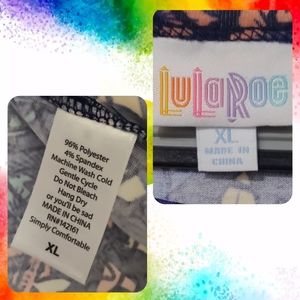 LuLaRoe
XL
MADE IN
CHINA
96% Polyester
4% Spandex
Machine Wash Cold
Gentle Cycle
Do Not Bleach
Hang Dry
or you'll be sad
MADE IN CHINA
RN#142161
Simply Comfortable
XL